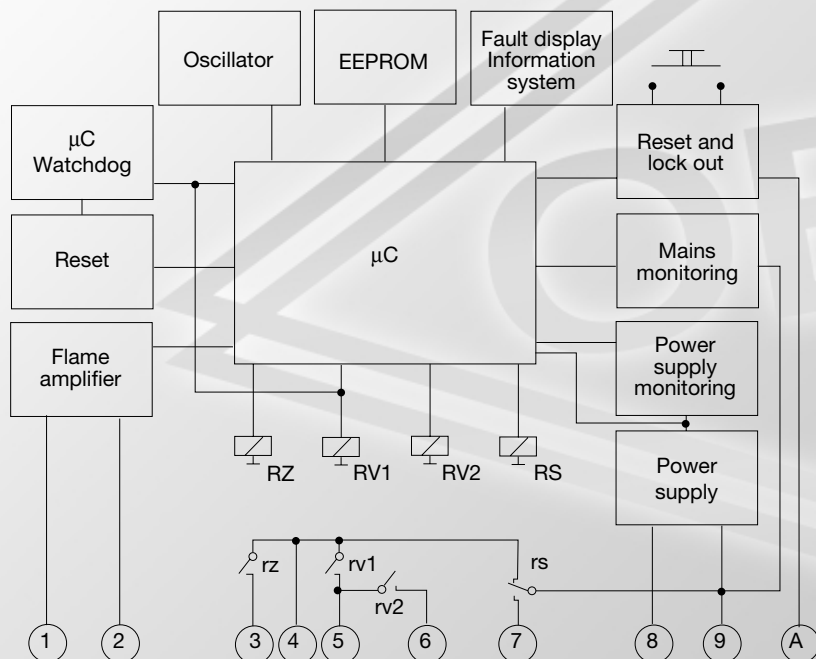 Oscillator
EEPROM
Fault display
Information
system
μC
Watchdog
Reset and
lock out
Reset
μC
Mains
monitoring
Flame
amplifier
Power
supply
monitoring
RZ
RV1
RV2
RS
Power
supply
rz
rv1
rs
rv2
1
2
3
4
5
6
7
8
9
A